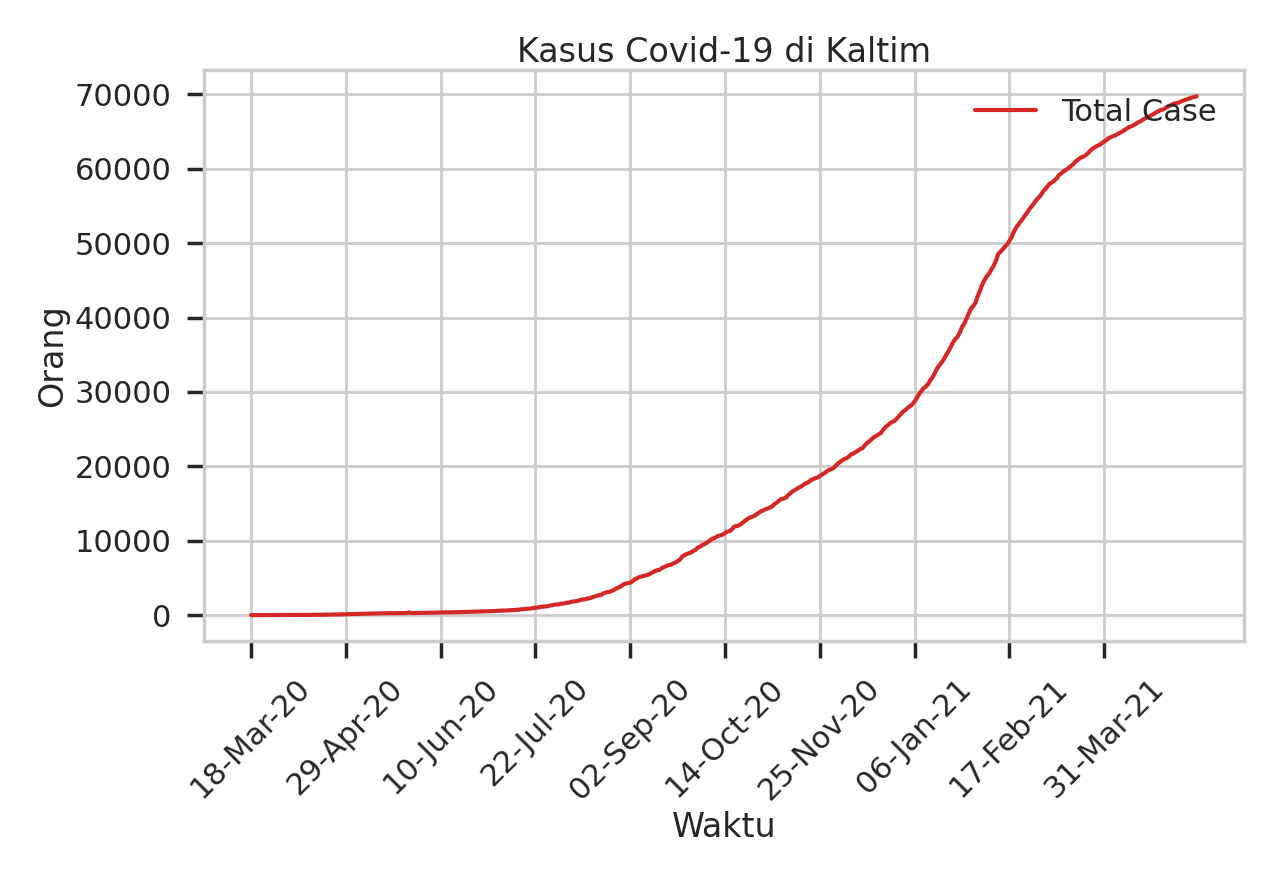 Kasus Covid-19 di Kaltim
Total Case
Orang
70000
60000
50000
40000
30000
20000
10000
0
18-Mar-20
29-Apr-20
10-Jun-20
22-Jul-20
02-Sep-20
14-Oct-20
25-Nov-20
06-Jan-21
17-Feb-21
31-Mar-21
Waktu